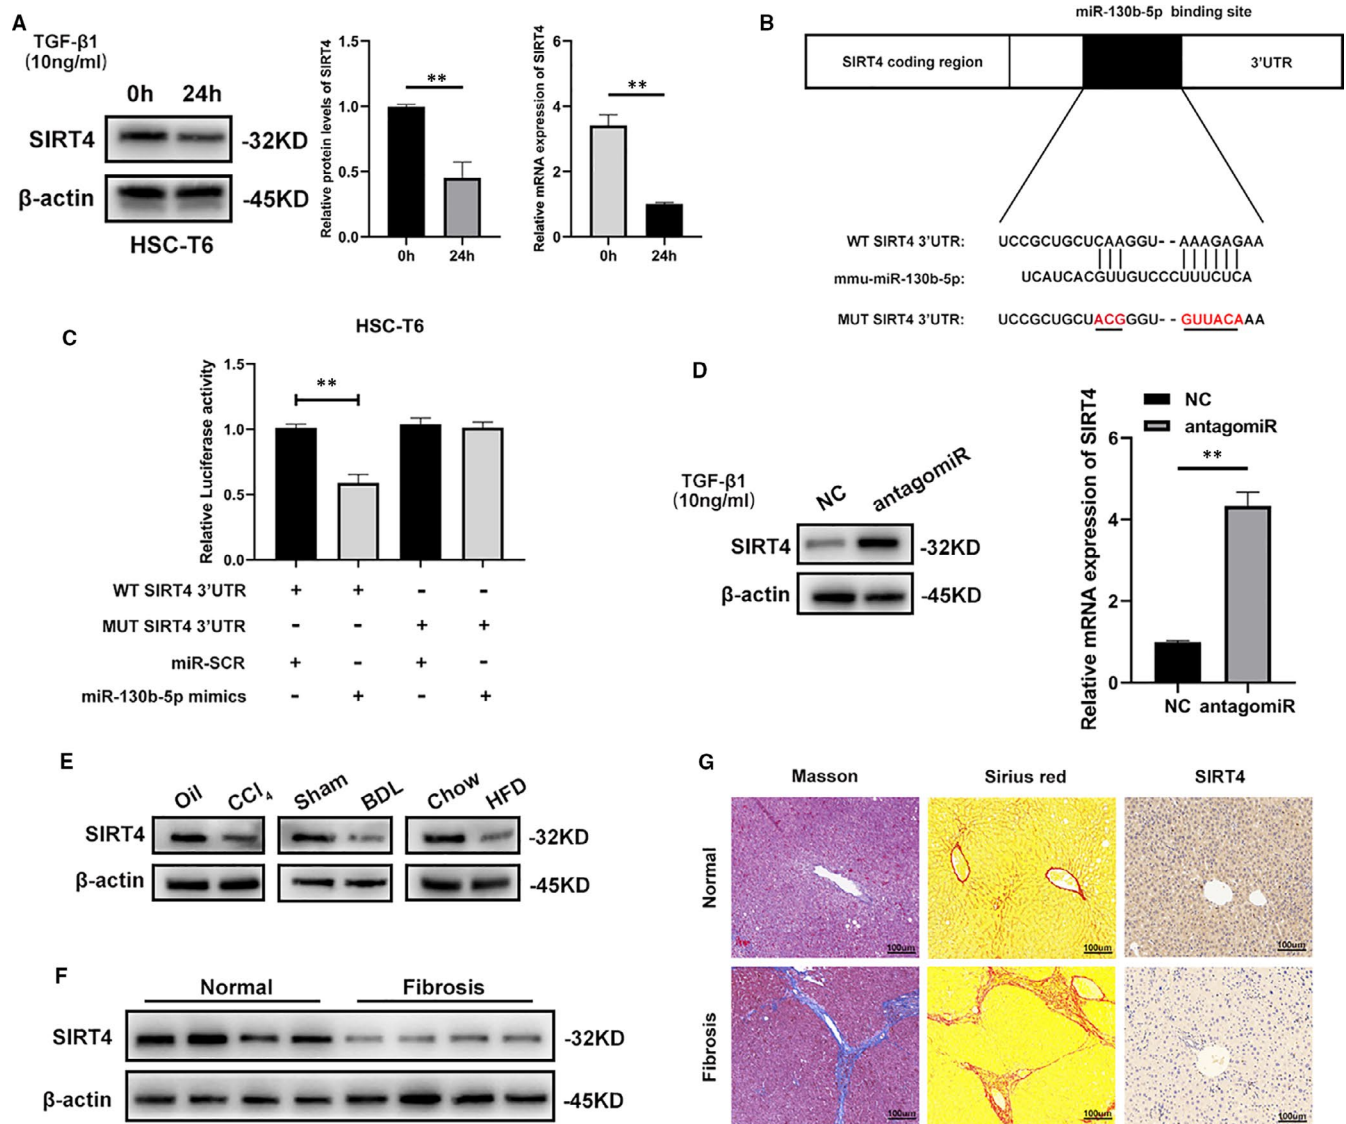 A
TGF-β1
(10ng/ml)
0h 24h
SIRT4 -32KD
β-actin -45KD
HSC-T6
Relative protein levels of SIRT4
1.5
1.0
0.5
0.0
**
0h 24h
Relative mRNA expression of SIRT4
6
4
2
0
**
0h 24h
B
miR-130b-5p binding site
SIRT4 coding region 3'UTR
WT SIRT4 3'UTR: UCCGCUGCUCAAGGU--AAAGAGAA
mmu-miR-130b-5p: UCAUCACGUUGUCCCUUUCUCA
MUT SIRT4 3'UTR: UCCGCUGCUACGGGU--GUUACAAA
C
HSC-T6
Relative Luciferase activity
1.5
1.0
0.5
0.0
**
WT SIRT4 3'UTR + + - -
MUT SIRT4 3'UTR - - + +
miR-SCR + - + -
miR-130b-5p mimics - + - +
D
TGF-β1
(10ng/ml)
NC antagomiR
SIRT4 -32KD
β-actin -45KD
NC
antagomiR
Relative mRNA expression of SIRT4
6
4
2
0
**
NC antagomiR
E
Oil CCl4 Sham BDL Chow HFD
SIRT4 -32KD
β-actin -45KD
F
Normal Fibrosis
SIRT4 -32KD
β-actin -45KD
G
Masson Sirius red SIRT4
Normal
100um 100um 100um
Fibrosis
100um 100um 100um